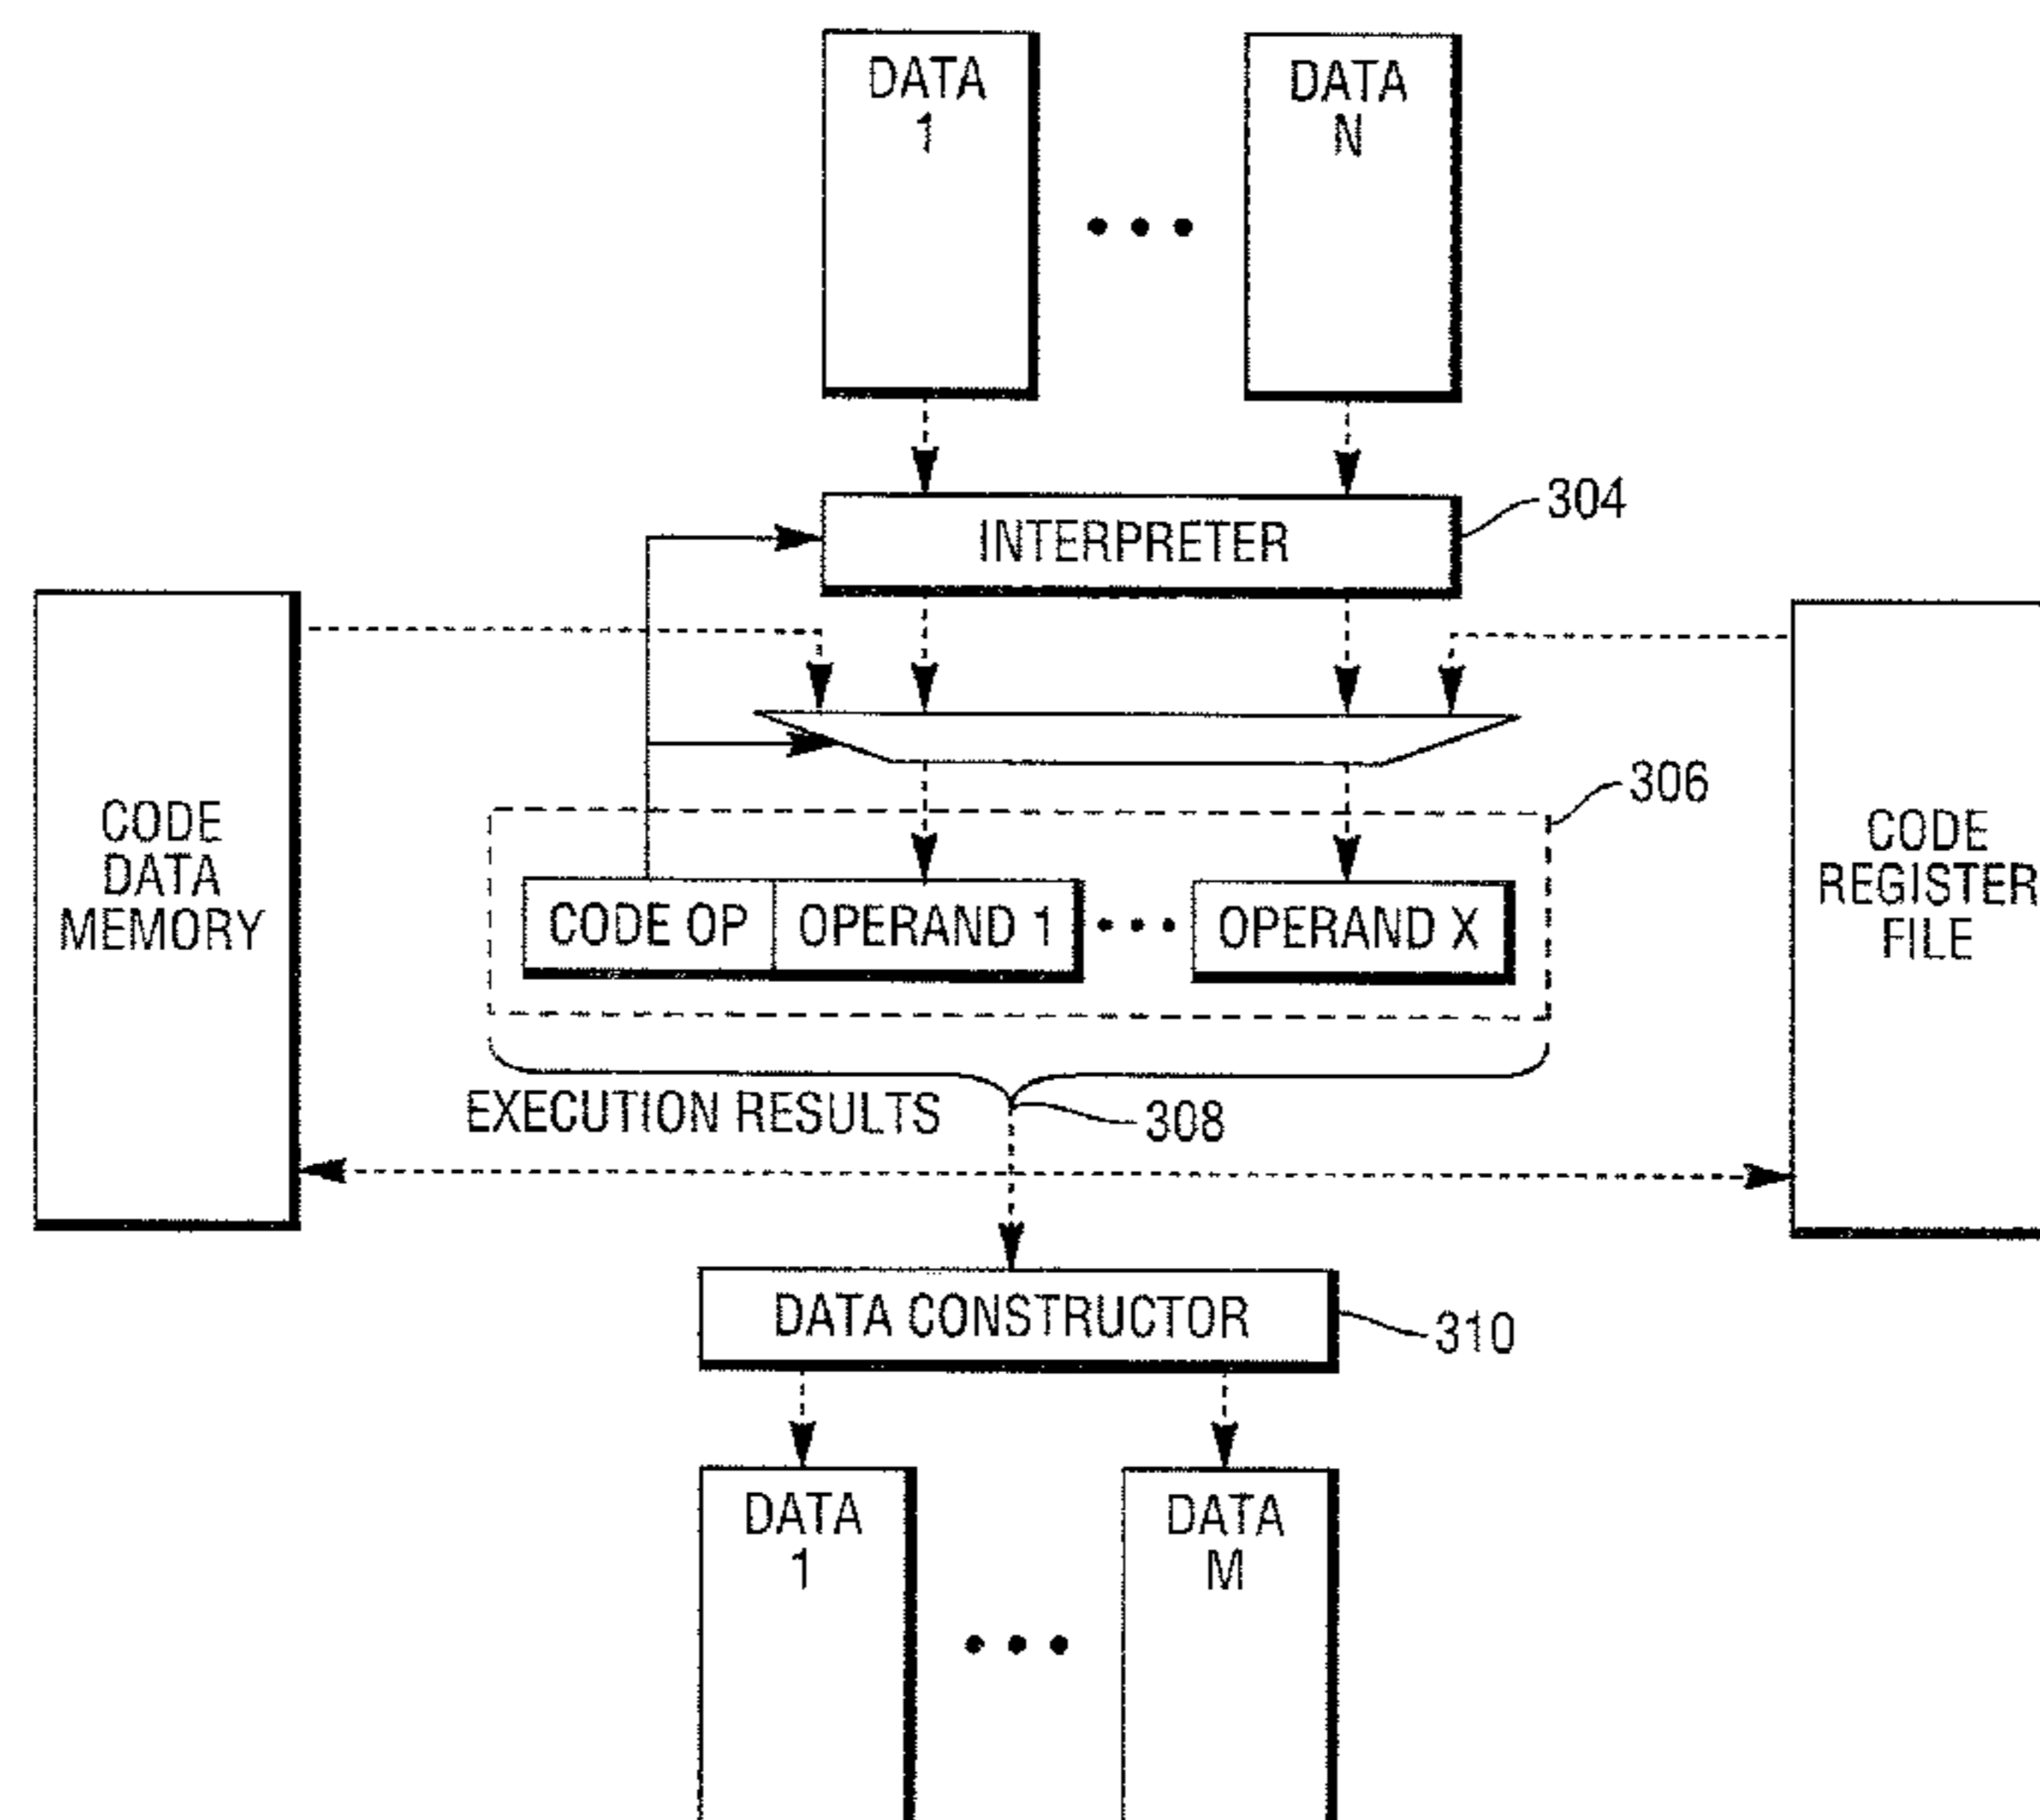 DATA
1
DATA
N
INTERPRETER
304
CODE
DATA
MEMORY
306
CODE
REGISTER
FILE
CODE OP
OPERAND 1
OPERAND X
EXECUTION RESULTS
308
DATA CONSTRUCTOR
310
DATA
1
DATA
M